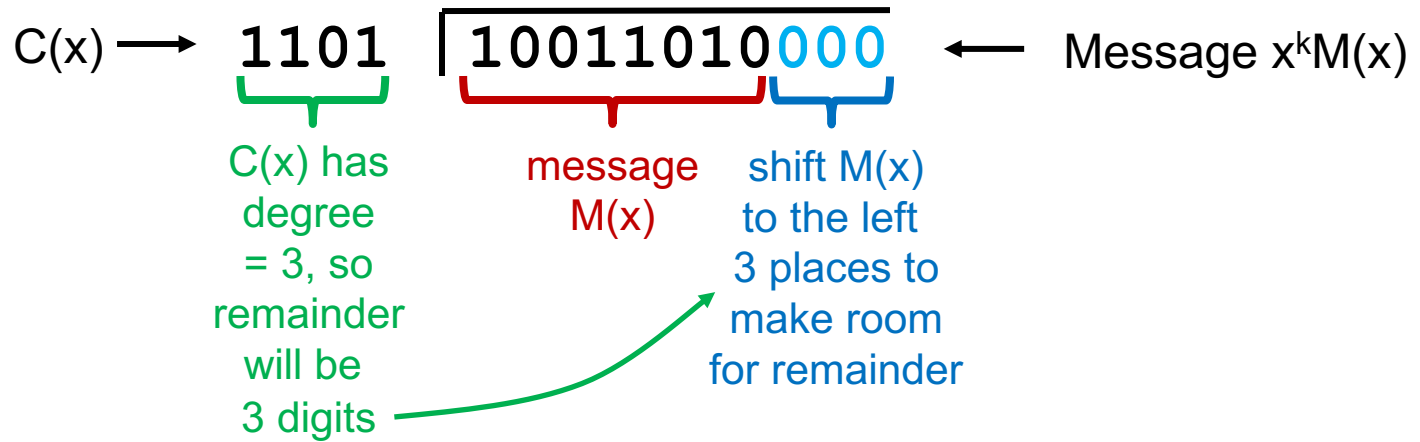 C(x) 1101 10011010000 Message xᵏM(x)
C(x) has
degree
= 3, so
remainder
will be
3 digits
message
M(x)
shift M(x)
to the left
3 places to
make room
for remainder